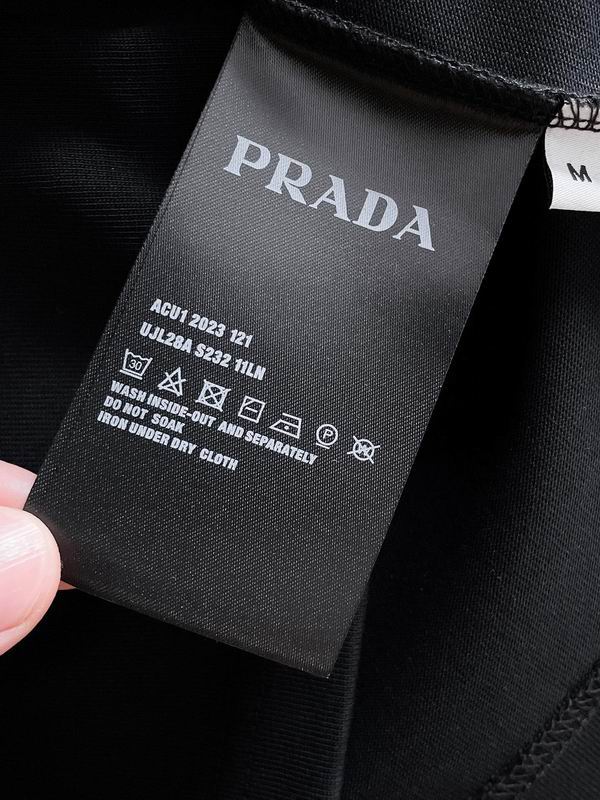 PRADA
M
ACU1 2023 121
UJL28A S232 11LN
30
P
W
WASH INSIDE-OUT AND SEPARATELY
DO NOT SOAK
IRON UNDER DRY CLOTH